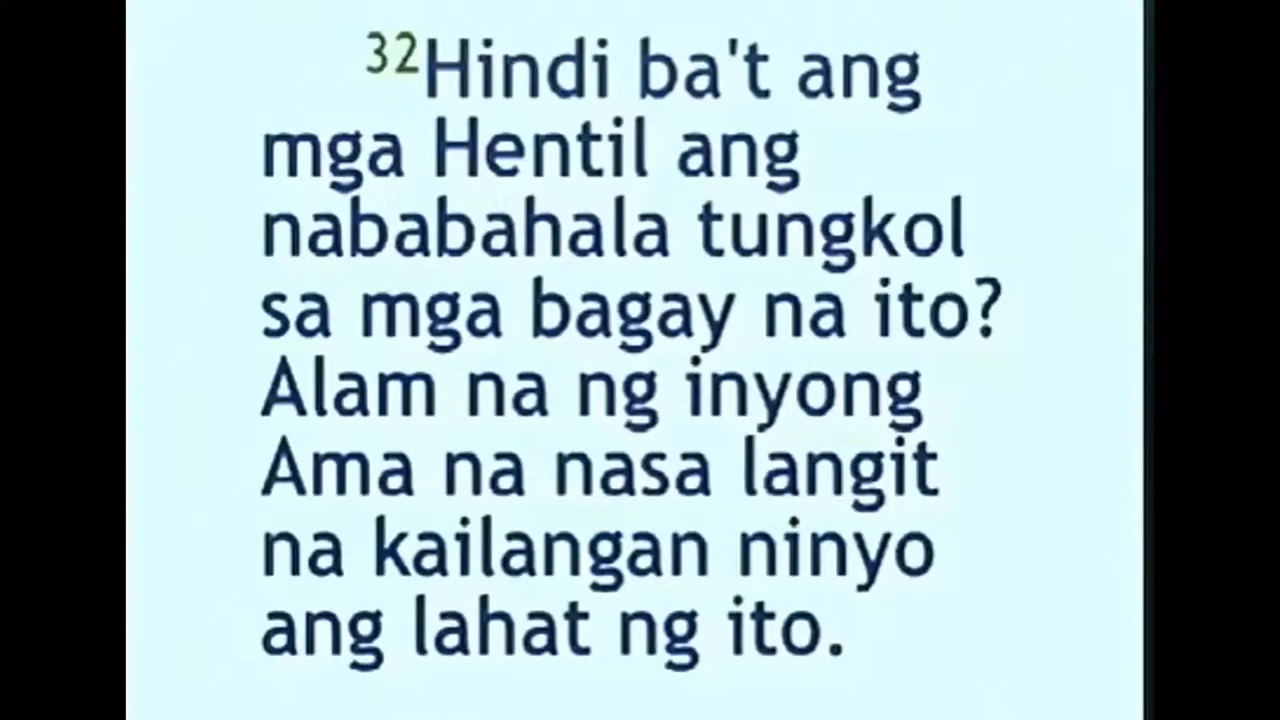 32Hindi ba't ang
mga Hentil ang
nababahala tungkol
sa mga bagay na ito?
Alam na ng inyong
Ama na nasa langit
na kailangan ninyo
ang lahat ng ito.